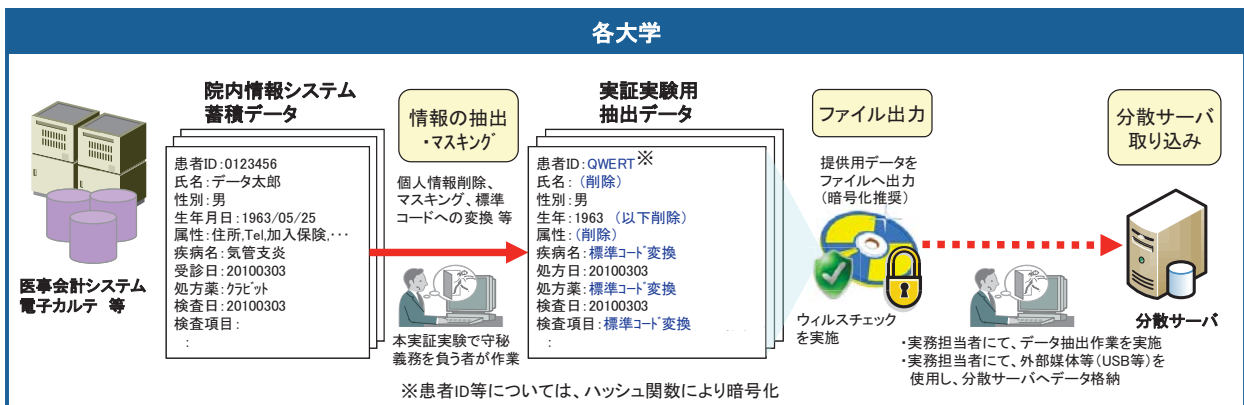 各大学
院内情報システム
蓄積データ
患者ID:0123456
氏名:データ太郎
性別:男
生年月日:1963/05/25
属性:住所,Tel,加入保険,・・・
疾病名:気管支炎
受診日:20100303
処方薬:クラビット
検査日:20100303
検査項目:
:
医事会計システム
電子カルテ 等
情報の抽出
・マスキング
個人情報削除、
マスキング、標準
コードへの変換 等
本実証実験で守秘
義務を負う者が作業
実証実験用
抽出データ
患者ID:QWERT※
氏名:(削除)
性別:男
生年:1963 (以下削除)
属性:(削除)
疾病名:標準コード変換
処方日:20100303
処方薬:標準コード変換
検査日:20100303
検査項目:標準コード変換
:
※患者ID等については、ハッシュ関数により暗号化
ファイル出力
提供用データを
ファイルへ出力
(暗号化推奨)
ウィルスチェック
を実施
分散サーバ
取り込み
分散サーバ
・実務担当者にて、データ抽出作業を実施
・実務担当者にて、外部媒体等(USB等)を
使用し、分散サーバへデータ格納